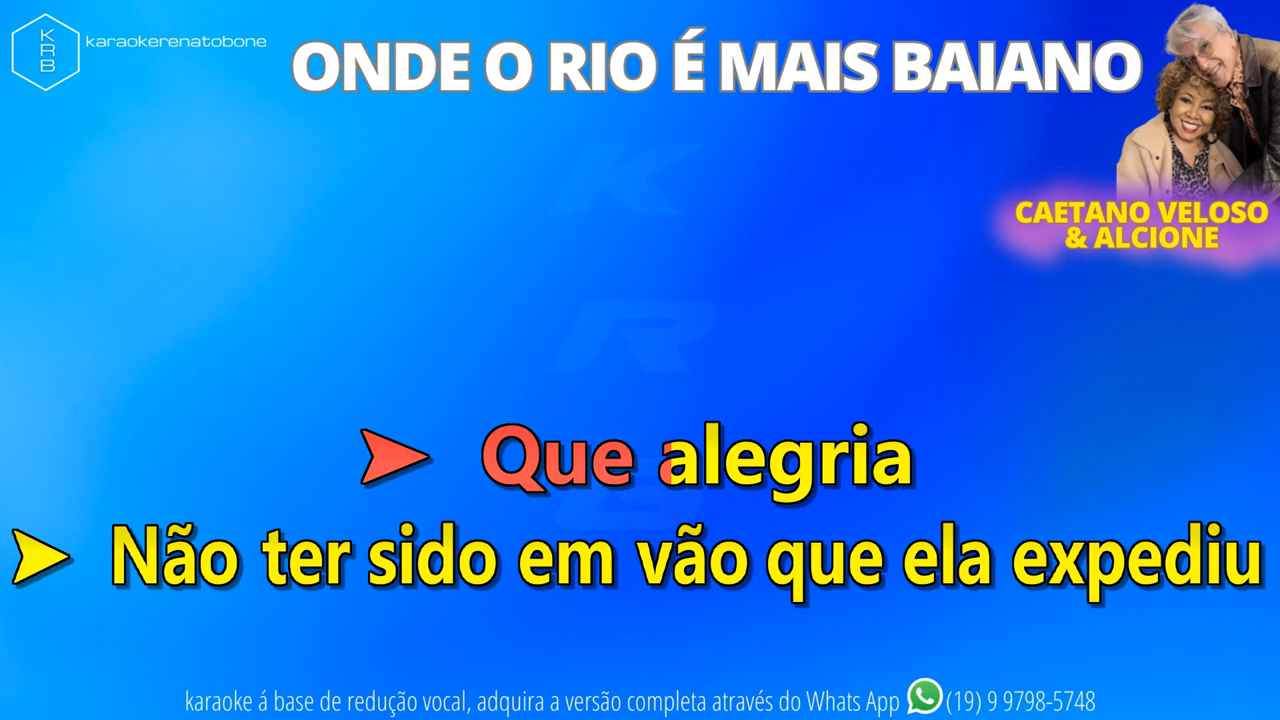 K
R
B
karaokerenatobone
ONDE O RIO É MAIS BAIANO
CAETANO VELOSO
& ALCIONE
K
R
B
➤ Que alegria
➤ Não ter sido em vão que ela expediu
karaoke á base de redução vocal, adquira a versão completa através do Whats App (19) 9 9798-5748